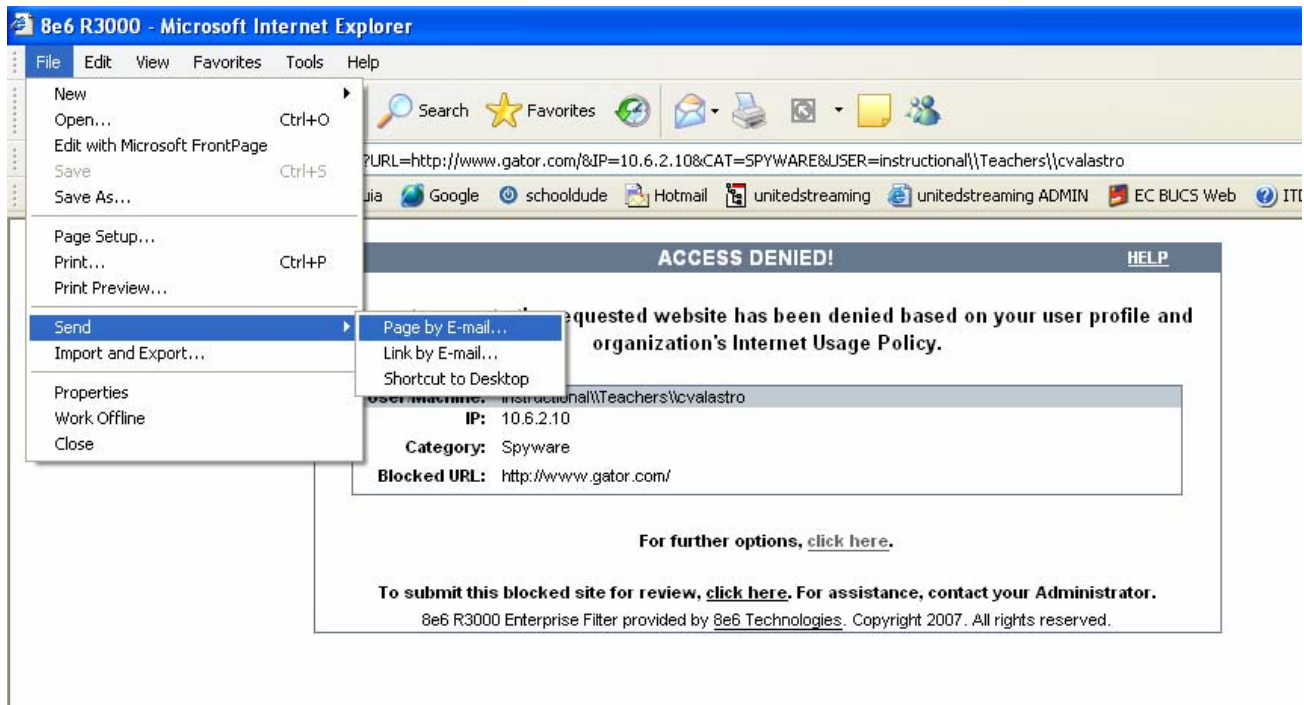 8e6 R3000 - Microsoft Internet Explorer
File Edit View Favorites Tools Help
New
Open... Ctrl+O
Edit with Microsoft FrontPage
Save Ctrl+S
Save As...
Page Setup...
Print... Ctrl+P
Print Preview...
Send
Import and Export...
Properties
Work Offline
Close
Page by E-mail...
Link by E-mail...
Shortcut to Desktop
Search Favorites
?URL=http://www.gator.com/&IP=10.6.2.10&CAT=SPYWARE&USER=instructional\\Teachers\\cvalastro
Google schooldude Hotmail unitedstreaming unitedstreaming ADMIN EC BUCS Web
ACCESS DENIED! HELP
requested website has been denied based on your user profile and
organization's Internet Usage Policy.
User/Machine: instructional\\Teachers\\cvalastro
IP: 10.6.2.10
Category: Spyware
Blocked URL: http://www.gator.com/
For further options, click here.
To submit this blocked site for review, click here. For assistance, contact your Administrator.
8e6 R3000 Enterprise Filter provided by 8e6 Technologies. Copyright 2007. All rights reserved.